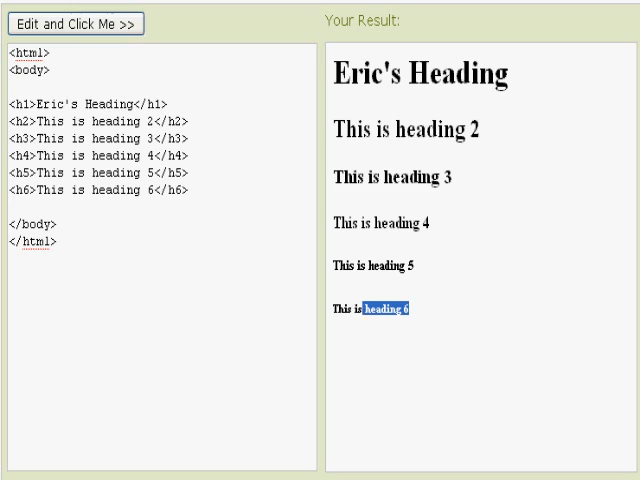 Edit and Click Me >>
<html>
<body>
<h1>Eric's Heading</h1>
<h2>This is heading 2</h2>
<h3>This is heading 3</h3>
<h4>This is heading 4</h4>
<h5>This is heading 5</h5>
<h6>This is heading 6</h6>
</body>
</html>
Your Result:
Eric's Heading
This is heading 2
This is heading 3
This is heading 4
This is heading 5
This is heading 6